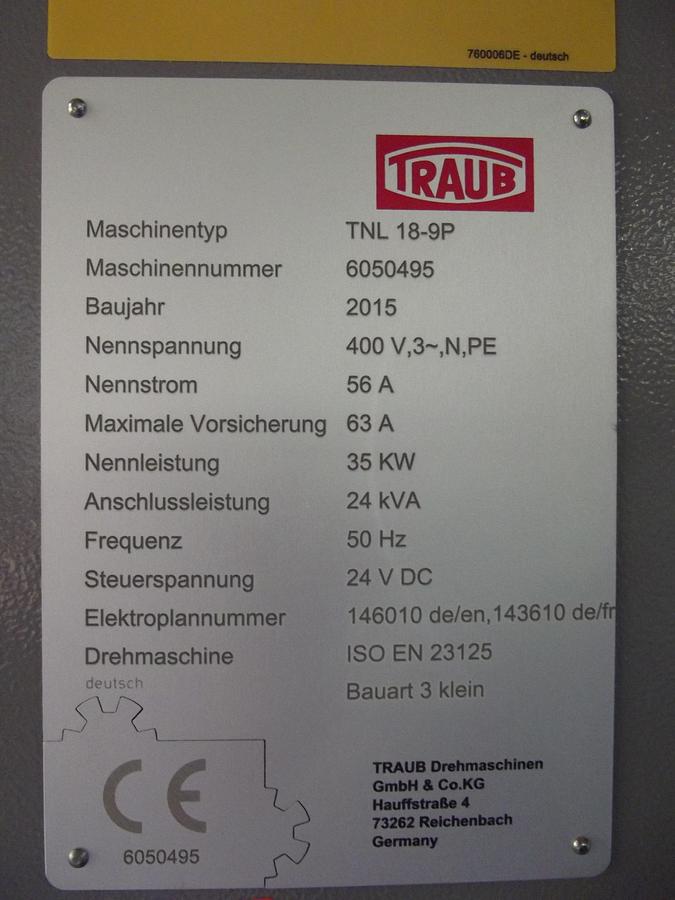 760006DE - deutsch
TRAUB
Maschinentyp TNL 18-9P
Maschinennummer 6050495
Baujahr 2015
Nennspannung 400 V,3~,N,PE
Nennstrom 56 A
Maximale Vorsicherung 63 A
Nennleistung 35 KW
Anschlussleistung 24 kVA
Frequenz 50 Hz
Steuerspannung 24 V DC
Elektroplannummer 146010 de/en,143610 de/fr
Drehmaschine ISO EN 23125
deutsch Bauart 3 klein
CE
6050495
TRAUB Drehmaschinen
GmbH & Co.KG
Hauffstraße 4
73262 Reichenbach
Germany